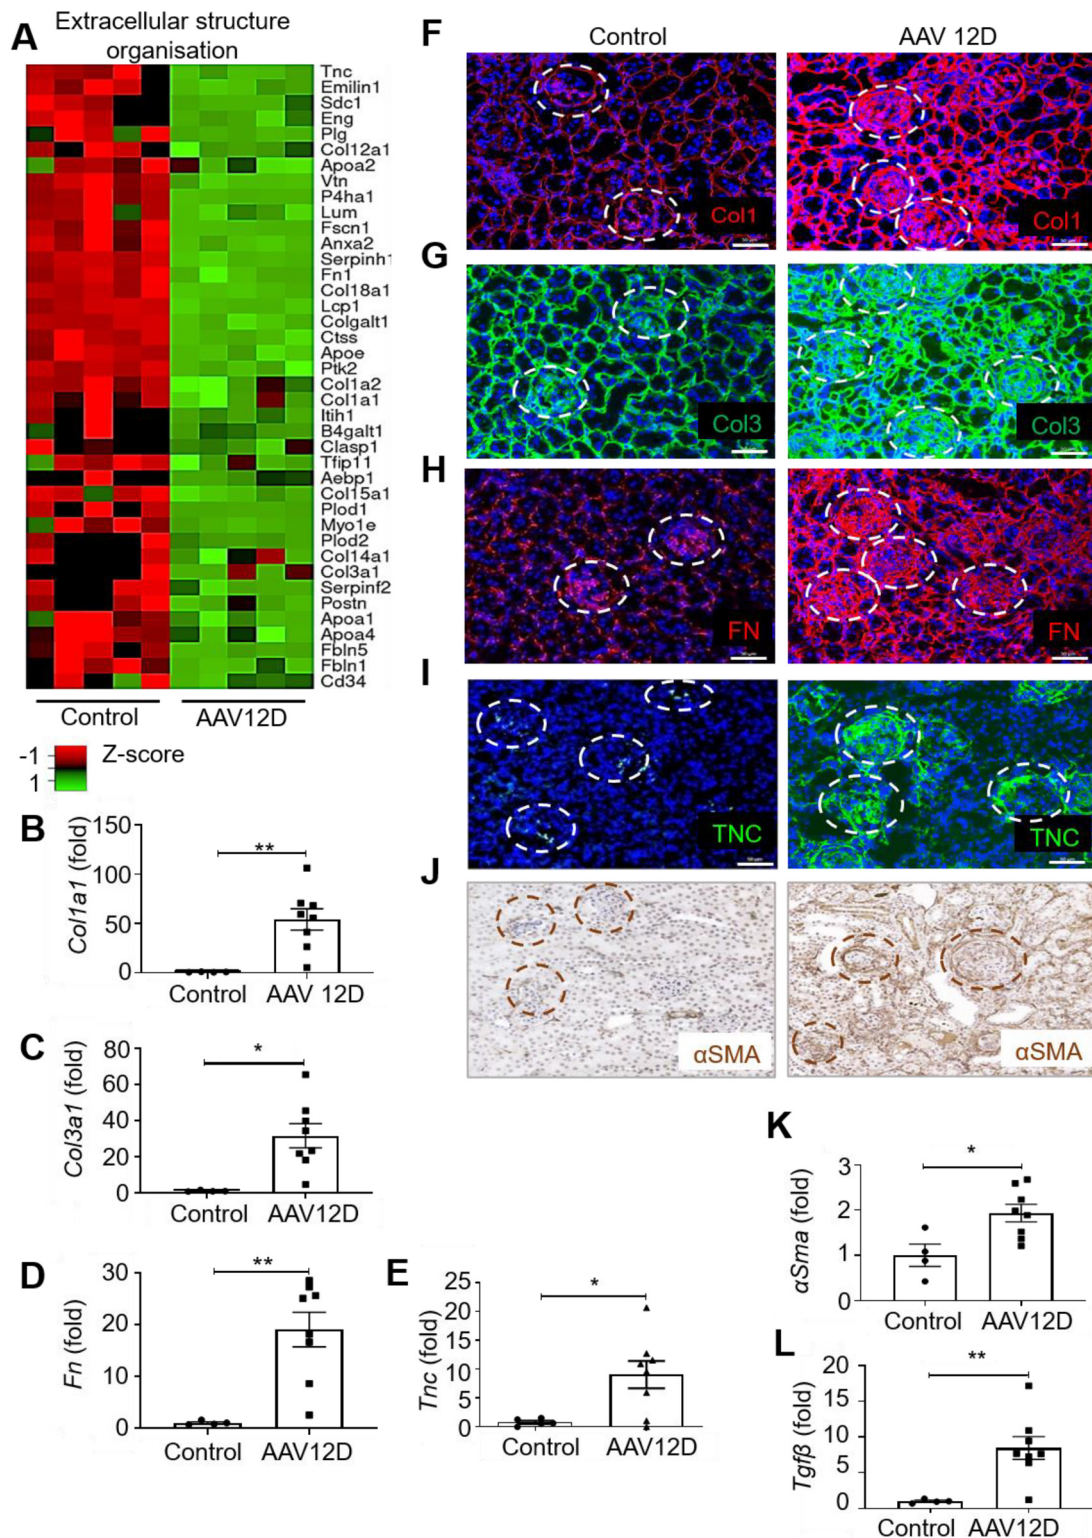 A
Extracellular structure
organisation
Tnc
Emilin1
Sdc1
Eng
Plg
Col12a1
Apoa2
Vtn
P4ha1
Lum
Fscn1
Anxa2
Serpinh1
Fn1
Col18a1
Lcp1
Colgalt1
Ctss
Apoe
Ptk2
Col1a2
Col1a1
Itih1
B4galt1
Clasp1
Tfip11
Aebp1
Col15a1
Plod1
Myo1e
Plod2
Col14a1
Col3a1
Serpinf2
Postn
Apoa1
Apoa4
Fbln5
Fbln1
Cd34
Control AAV12D
-1
1
Z-score
B
Col1a1 (fold)
150
100
50
0
**
Control AAV 12D
C
Col3a1 (fold)
80
60
40
20
0
*
Control AAV12D
D
Fn (fold)
30
20
10
0
**
Control AAV12D
E
Tnc (fold)
25
20
15
10
5
0
*
Control AAV12D
Control AAV 12D
F
Col1 Col1
G
Col3 Col3
H
FN FN
I
TNC TNC
J
αSMA αSMA
K
αSma (fold)
3
2
1
0
*
Control AAV12D
L
Tgfβ (fold)
20
15
10
5
0
**
Control AAV12D